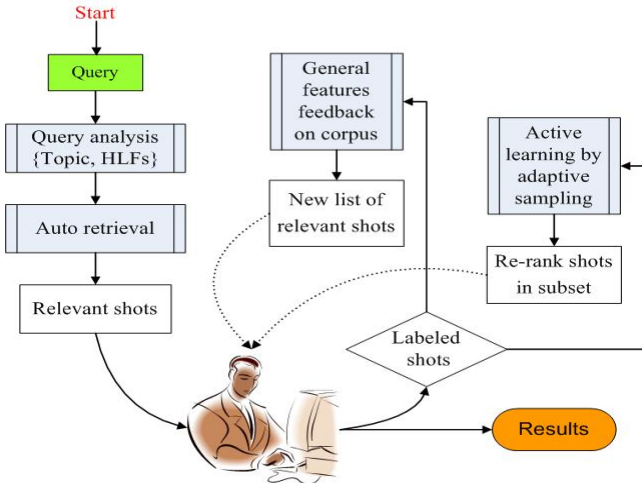 Start
Query
Query analysis
{Topic, HLFs}
Auto retrieval
Relevant shots
General
features
feedback
on corpus
New list of
relevant shots
Active
learning by
adaptive
sampling
Re-rank shots
in subset
Labeled
shots
Results